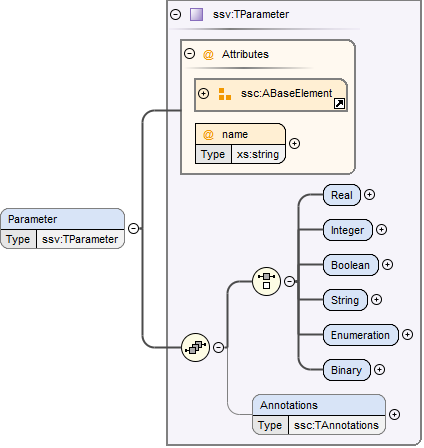 ssv:TParameter
@ Attributes
ssc:ABaseElement
@ name
Type xs:string
Parameter
Type ssv:TParameter
Real
Integer
Boolean
String
Enumeration
Binary
Annotations
Type ssc:TAnnotations